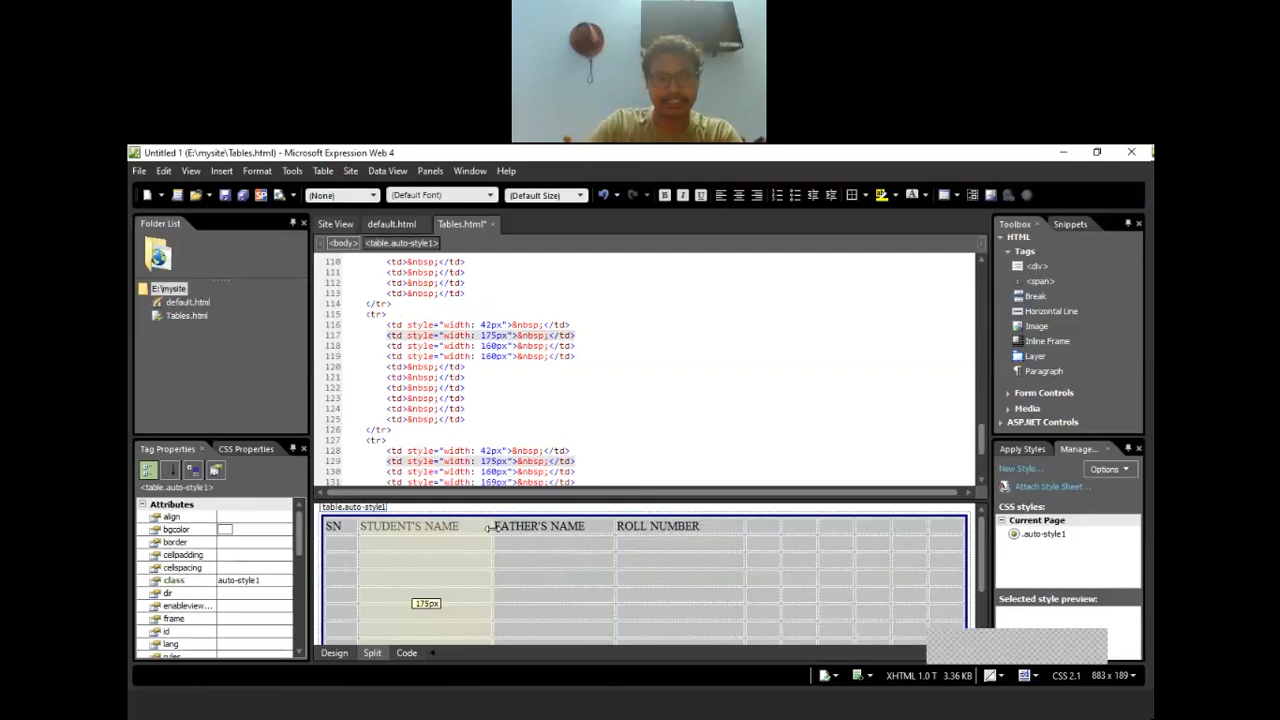 Untitled 1 (E:\mysite\Tables.html) - Microsoft Expression Web 4
File Edit View Insert Format Tools Table Site Data View Panels Window Help
(None) (Default Font) (Default Size) B I U A
Folder List
Site View default.html Tables.html*
<body> <table.auto-style1>
E:\mysite
default.html
Tables.html
110 <td>&nbsp;</td>
111 <td>&nbsp;</td>
112 <td>&nbsp;</td>
113 <td>&nbsp;</td>
114 </tr>
115 <tr>
116 <td style="width: 42px">&nbsp;</td>
117 <td style="width: 175px">&nbsp;</td>
118 <td style="width: 160px">&nbsp;</td>
119 <td style="width: 160px">&nbsp;</td>
120 <td>&nbsp;</td>
121 <td>&nbsp;</td>
122 <td>&nbsp;</td>
123 <td>&nbsp;</td>
124 <td>&nbsp;</td>
125 <td>&nbsp;</td>
126 </tr>
127 <tr>
128 <td style="width: 42px">&nbsp;</td>
129 <td style="width: 175px">&nbsp;</td>
130 <td style="width: 160px">&nbsp;</td>
131 <td style="width: 169px">&nbsp;</td>
Toolbox Snippets
HTML
Tags
<div>
<span>
Break
Horizontal Line
Image
Inline Frame
Layer
Paragraph
Form Controls
Media
ASP.NET Controls
Tag Properties CSS Properties
<table.auto-style1>
Attributes
align
bgcolor
border
cellpadding
cellspacing
class auto-style1
dir
enableview...
frame
id
lang
rules
table.auto-style1
SN STUDENT'S NAME FATHER'S NAME ROLL NUMBER
175px
Design Split Code
Apply Styles Manage...
New Style... Options
Attach Style Sheet...
CSS styles:
Current Page
.auto-style1
Selected style preview:
XHTML 1.0 T 3.36 KB CSS 2.1 883 x 189